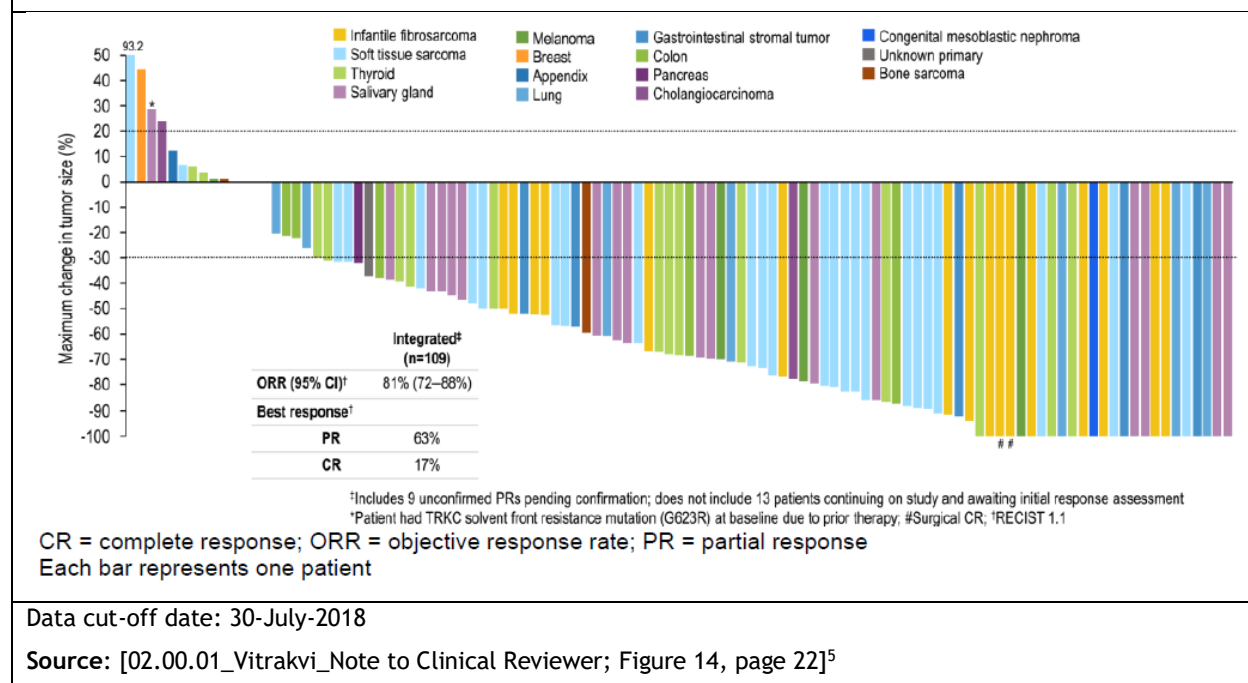 Infantile fibrosarcoma
Soft tissue sarcoma
Thyroid
Salivary gland
Melanoma
Breast
Appendix
Lung
Gastrointestinal stromal tumor
Colon
Pancreas
Cholangiocarcinoma
Congenital mesoblastic nephroma
Unknown primary
Bone sarcoma
93.2
*
Maximum change in tumor size (%)
50
40
30
20
10
0
-10
-20
-30
-40
-50
-60
-70
-80
-90
-100
Integrated‡
(n=109)
ORR (95% CI)† 81% (72–88%)
Best response†
PR 63%
CR 17%
# #
‡Includes 9 unconfirmed PRs pending confirmation; does not include 13 patients continuing on study and awaiting initial response assessment
*Patient had TRKC solvent front resistance mutation (G623R) at baseline due to prior therapy; #Surgical CR; †RECIST 1.1
CR = complete response; ORR = objective response rate; PR = partial response
Each bar represents one patient
Data cut-off date: 30-July-2018
Source: [02.00.01_Vitrakvi_Note to Clinical Reviewer; Figure 14, page 22]5